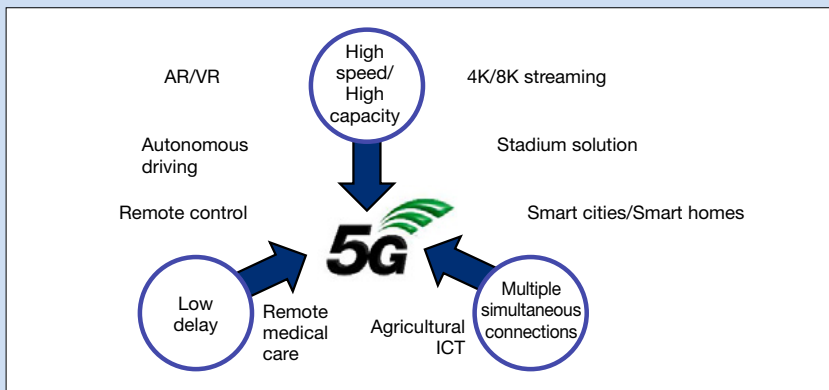 High
speed/
High
capacity
AR/VR
4K/8K streaming
Autonomous
driving
Stadium solution
Remote control
Smart cities/Smart homes
5G
Low
delay
Remote
medical
care
Agricultural
ICT
Multiple
simultaneous
connections